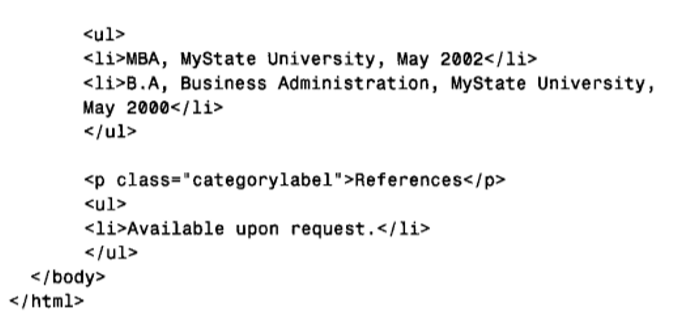 <ul>
<li>MBA, MyState University, May 2002</li>
<li>B.A, Business Administration, MyState University,
May 2000</li>
</ul>
<p class="categorylabel">References</p>
<ul>
<li>Available upon request.</li>
</ul>
</body>
</html>